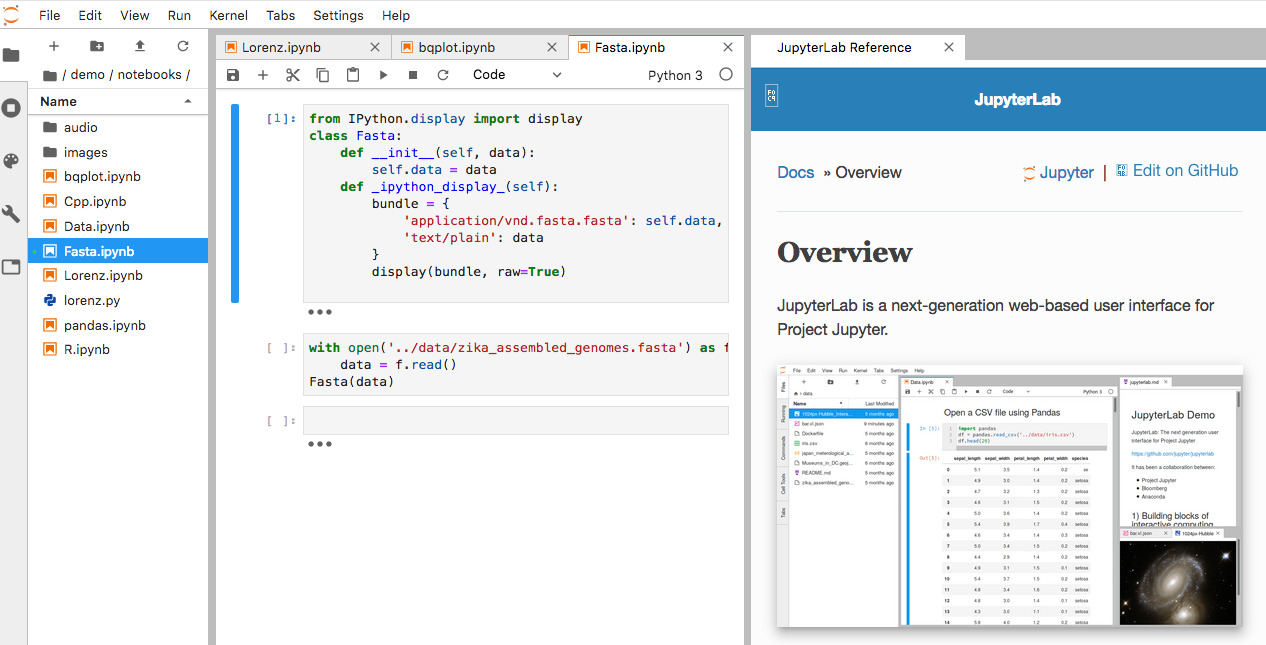 File Edit View Run Kernel Tabs Settings Help
/ demo / notebooks /
Name
audio
images
bqplot.ipynb
Cpp.ipynb
Data.ipynb
Fasta.ipynb
Lorenz.ipynb
lorenz.py
pandas.ipynb
R.ipynb
Lorenz.ipynb bqplot.ipynb Fasta.ipynb
Code Python 3
[1]:
from IPython.display import display
class Fasta:
    def __init__(self, data):
        self.data = data
    def _ipython_display_(self):
        bundle = {
            'application/vnd.fasta.fasta': self.data,
            'text/plain': data
        }
        display(bundle, raw=True)
[ ]:
with open('../data/zika_assembled_genomes.fasta') as f
    data = f.read()
Fasta(data)
[ ]:
JupyterLab Reference
JupyterLab
Docs » Overview
Jupyter | Edit on GitHub
Overview
JupyterLab is a next-generation web-based user interface for
Project Jupyter.
File Edit View Run Kernel Tabs Settings Help
Files
Running
Commands
Cell Tools
Tabs
> data
Name Last Modified
1024px-Hubble_Intera... 5 months ago
bar.vl.json 9 minutes ago
Dockerfile 5 months ago
iris.csv 5 months ago
japan_meterological_a... 5 months ago
Museums_in_DC.geoj... 5 months ago
README.md 5 months ago
zika_assembled_geno... 5 months ago
Data.ipynb
Code Python 3
Open a CSV file using Pandas
In [5]:
1 import pandas
2 df = pandas.read_csv('../data/iris.csv')
3 df.head(20)
Out[5]:
sepal_length sepal_width petal_length petal_width species
0 5.1 3.5 1.4 0.2 se
1 4.9 3.0 1.4 0.2 setosa
2 4.7 3.2 1.3 0.2 setosa
3 4.6 3.1 1.5 0.2 setosa
4 5.0 3.6 1.4 0.2 setosa
5 5.4 3.9 1.7 0.4 setosa
6 4.6 3.4 1.4 0.3 setosa
7 5.0 3.4 1.5 0.2 setosa
8 4.4 2.9 1.4 0.2 setosa
9 4.9 3.1 1.5 0.1 setosa
10 5.4 3.7 1.5 0.2 setosa
11 4.8 3.4 1.6 0.2 setosa
12 4.8 3.0 1.4 0.1 setosa
13 4.3 3.0 1.1 0.1 setosa
14 5.8 4.0 1.2 0.2 setosa
jupyterlab.md
JupyterLab Demo
JupyterLab: The next generation user
interface for Project Jupyter
https://github.com/jupyter/jupyterlab
It has been a collaboration between:
Project Jupyter
Bloomberg
Anaconda
1) Building blocks of
interactive computing
bar.vl.json 1024px-Hubble